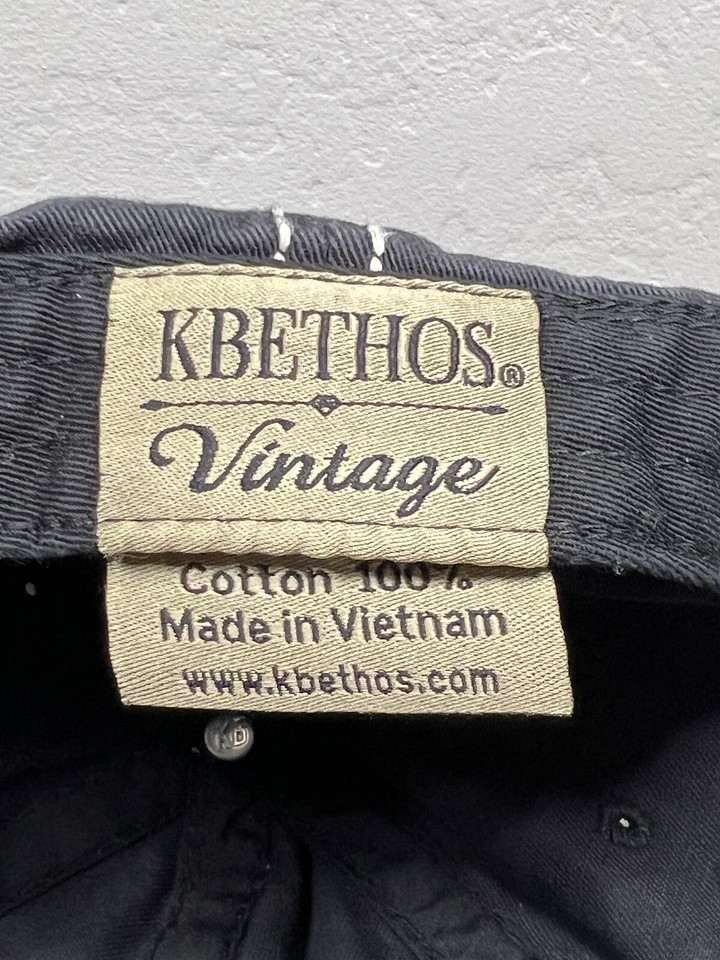 KBETHOS®
Vintage
Cotton 100%
Made in Vietnam
www.kbethos.com